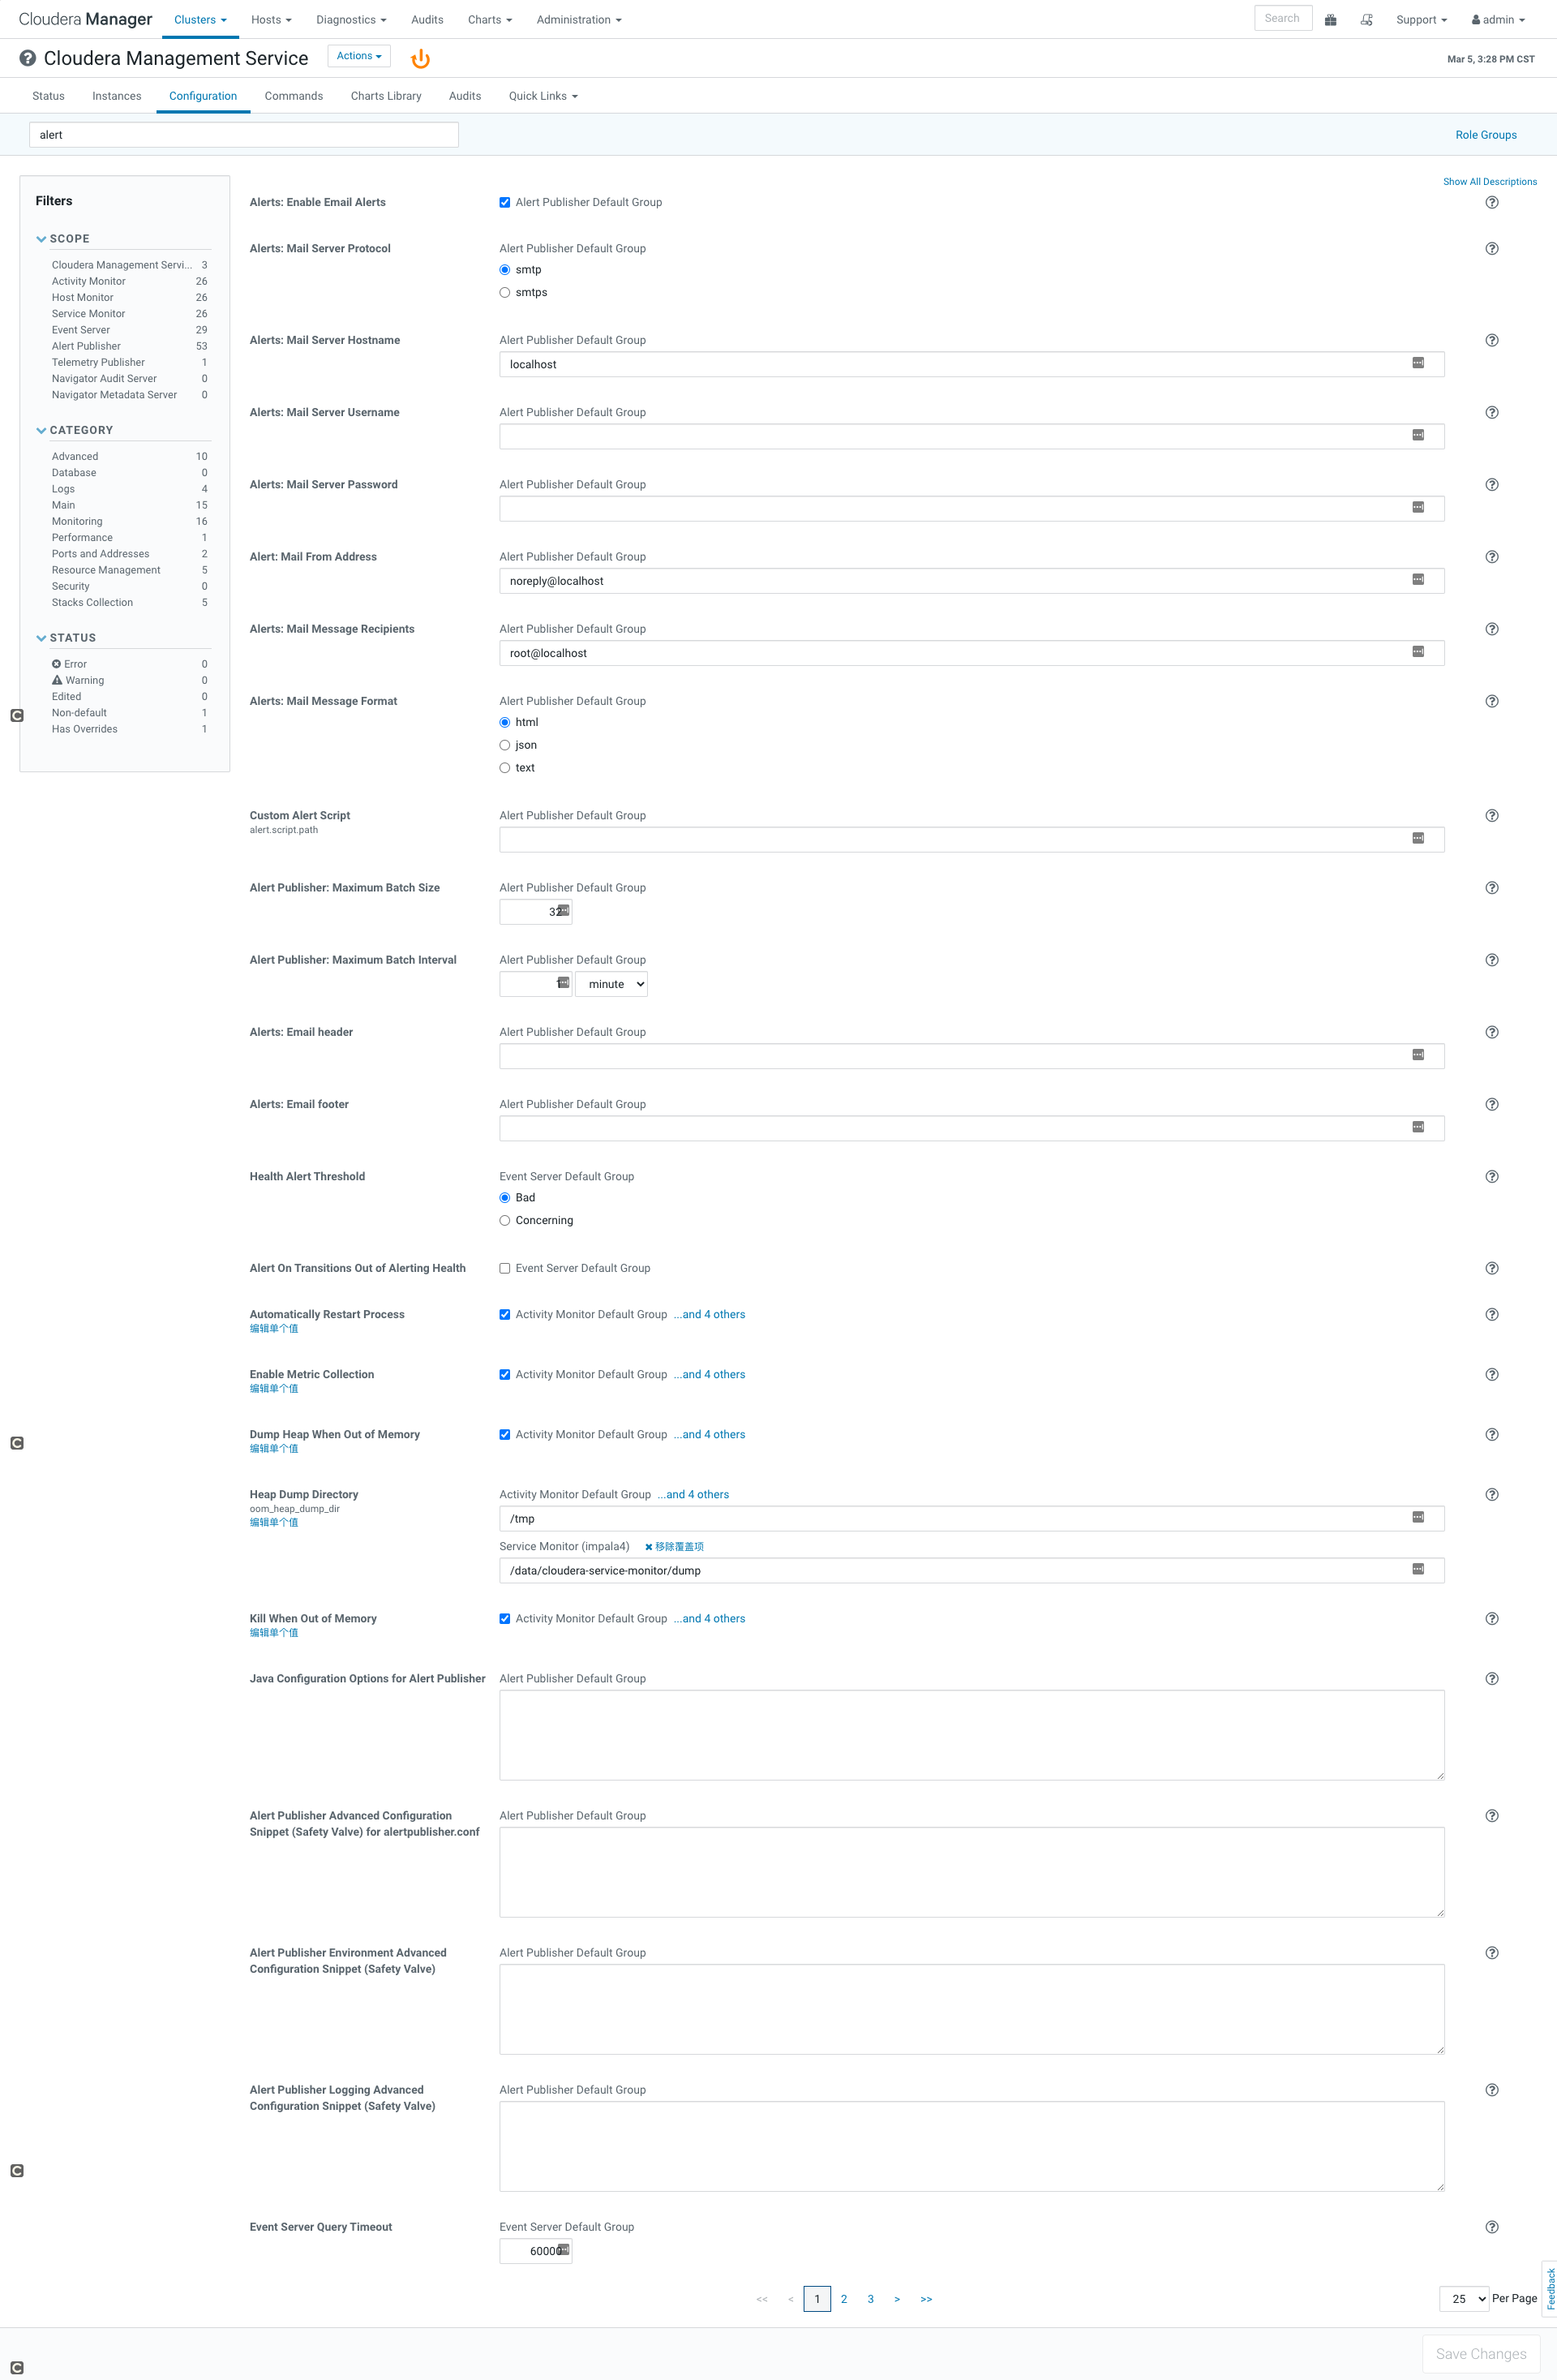 Cloudera Manager Clusters Hosts Diagnostics Audits Charts Administration Search Support admin
Cloudera Management Service Actions Mar 5, 3:28 PM CST
Status Instances Configuration Commands Charts Library Audits Quick Links
alert Role Groups
Show All Descriptions
Filters
SCOPE
Cloudera Management Servi... 3
Activity Monitor 26
Host Monitor 26
Service Monitor 26
Event Server 29
Alert Publisher 53
Telemetry Publisher 1
Navigator Audit Server 0
Navigator Metadata Server 0
CATEGORY
Advanced 10
Database 0
Logs 4
Main 15
Monitoring 16
Performance 1
Ports and Addresses 2
Resource Management 5
Security 0
Stacks Collection 5
STATUS
Error 0
Warning 0
Edited 0
Non-default 1
Has Overrides 1
Alerts: Enable Email Alerts Alert Publisher Default Group
Alerts: Mail Server Protocol Alert Publisher Default Group
smtp
smtps
Alerts: Mail Server Hostname Alert Publisher Default Group
localhost
Alerts: Mail Server Username Alert Publisher Default Group
Alerts: Mail Server Password Alert Publisher Default Group
Alert: Mail From Address Alert Publisher Default Group
noreply@localhost
Alerts: Mail Message Recipients Alert Publisher Default Group
root@localhost
Alerts: Mail Message Format Alert Publisher Default Group
html
json
text
Custom Alert Script Alert Publisher Default Group
alert.script.path
Alert Publisher: Maximum Batch Size Alert Publisher Default Group
32
Alert Publisher: Maximum Batch Interval Alert Publisher Default Group
1 minute
Alerts: Email header Alert Publisher Default Group
Alerts: Email footer Alert Publisher Default Group
Health Alert Threshold Event Server Default Group
Bad
Concerning
Alert On Transitions Out of Alerting Health Event Server Default Group
Automatically Restart Process Activity Monitor Default Group ...and 4 others
编辑单个值
Enable Metric Collection Activity Monitor Default Group ...and 4 others
编辑单个值
Dump Heap When Out of Memory Activity Monitor Default Group ...and 4 others
编辑单个值
Heap Dump Directory Activity Monitor Default Group ...and 4 others
oom_heap_dump_dir
编辑单个值
/tmp
Service Monitor (impala4) 移除覆盖项
/data/cloudera-service-monitor/dump
Kill When Out of Memory Activity Monitor Default Group ...and 4 others
编辑单个值
Java Configuration Options for Alert Publisher Alert Publisher Default Group
Alert Publisher Advanced Configuration Alert Publisher Default Group
Snippet (Safety Valve) for alertpublisher.conf
Alert Publisher Environment Advanced Alert Publisher Default Group
Configuration Snippet (Safety Valve)
Alert Publisher Logging Advanced Alert Publisher Default Group
Configuration Snippet (Safety Valve)
Event Server Query Timeout Event Server Default Group
60000
<< < 1 2 3 > >> 25 Per Page
Feedback
Save Changes